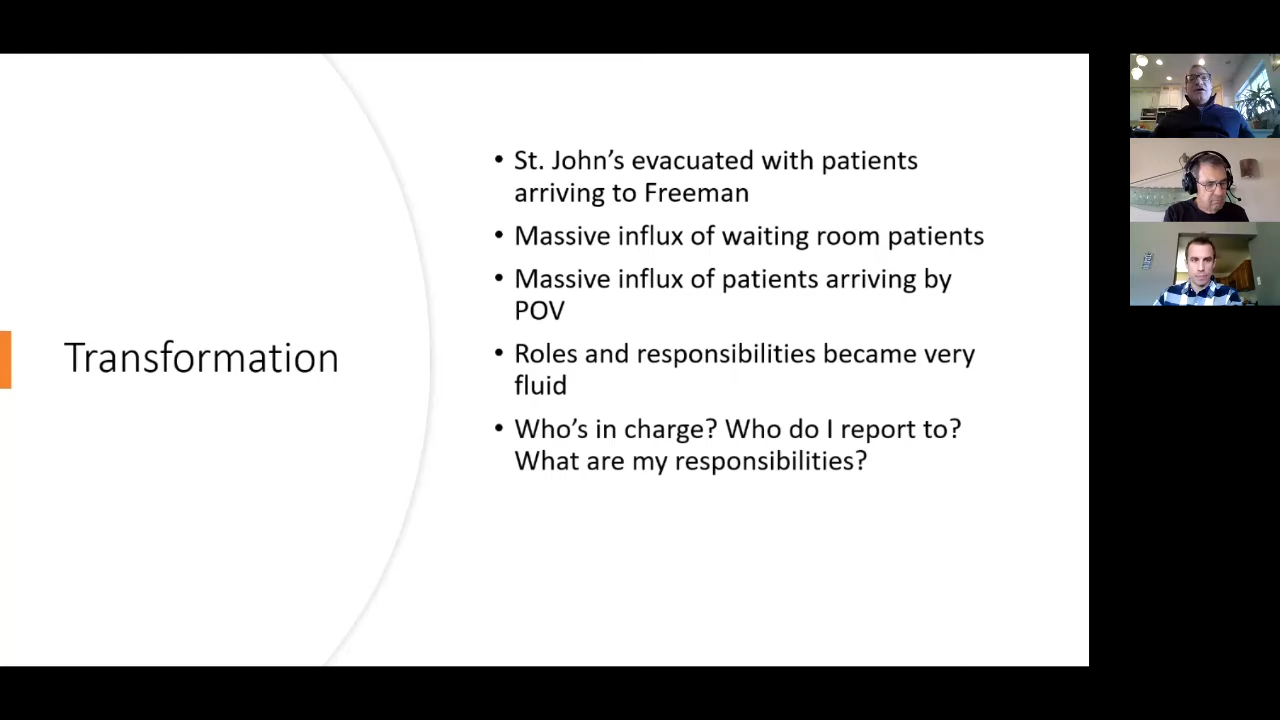 Transformation
• St. John’s evacuated with patients
arriving to Freeman
• Massive influx of waiting room patients
• Massive influx of patients arriving by
POV
• Roles and responsibilities became very
fluid
• Who’s in charge? Who do I report to?
What are my responsibilities?